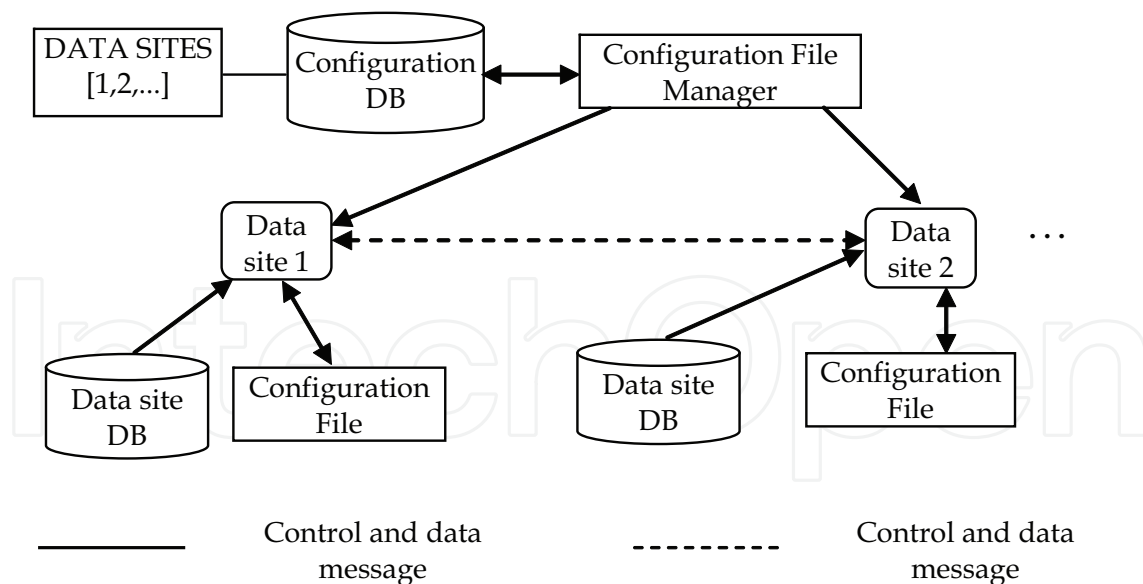 DATA SITES
[1,2,...]
Configuration
DB
Configuration File
Manager
Data
site 1
Data
site 2
...
Data site
DB
Configuration
File
Data site
DB
Configuration
File
IntechOpen
Control and data
message
Control and data
message